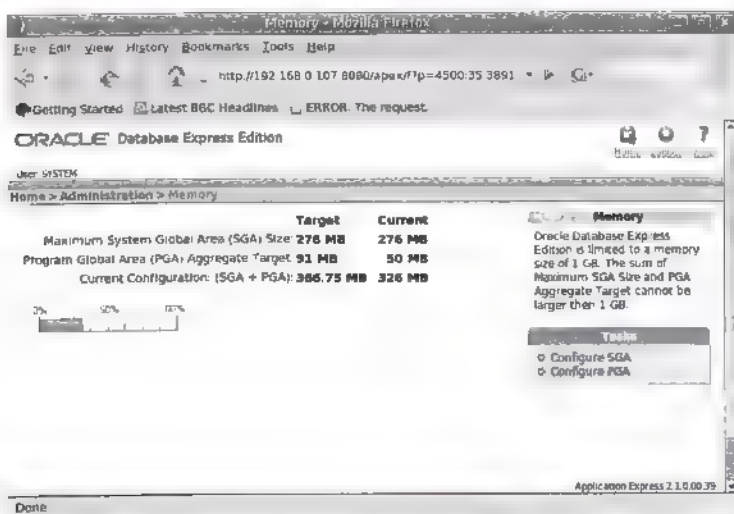 Memory - Mozilla Firefox
File Edit View History Bookmarks Tools Help
http://192 168 0 107 8080/apex/f?p=4500:35 3891
Getting Started Latest BBC Headlines ERROR. The request.
ORACLE Database Express Edition
User SYSTEM
Home > Administration > Memory
Target Current
Maximum System Global Area (SGA) Size: 276 MB 276 MB
Program Global Area (PGA) Aggregate Target: 91 MB 50 MB
Current Configuration: (SGA + PGA): 366.75 MB 326 MB
0% 50%
Memory
Oracle Database Express
Edition is limited to a memory
size of 1 GB. The sum of
Maximum SGA Size and PGA
Aggregate Target cannot be
larger then 1 GB.
Tasks
Configure SGA
Configure PGA
Application Express 2.1.0.00.39
Done